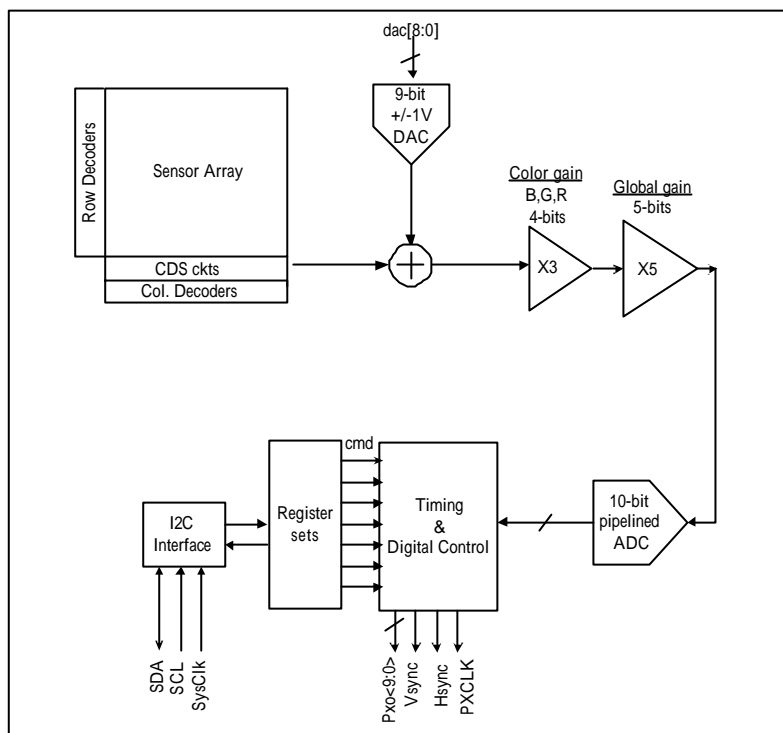 dac[8:0]
9-bit
+/-1V
DAC
Row Decoders
Sensor Array
CDS ckts
Col. Decoders
Color gain
B,G,R
4-bits
X3
Global gain
5-bits
X5
10-bit
pipelined
ADC
cmd
Timing
&
Digital Control
Register
sets
I2C
Interface
SDA
SCL
SysClk
Pxo<9:0>
Vsync
Hsync
PXCLK